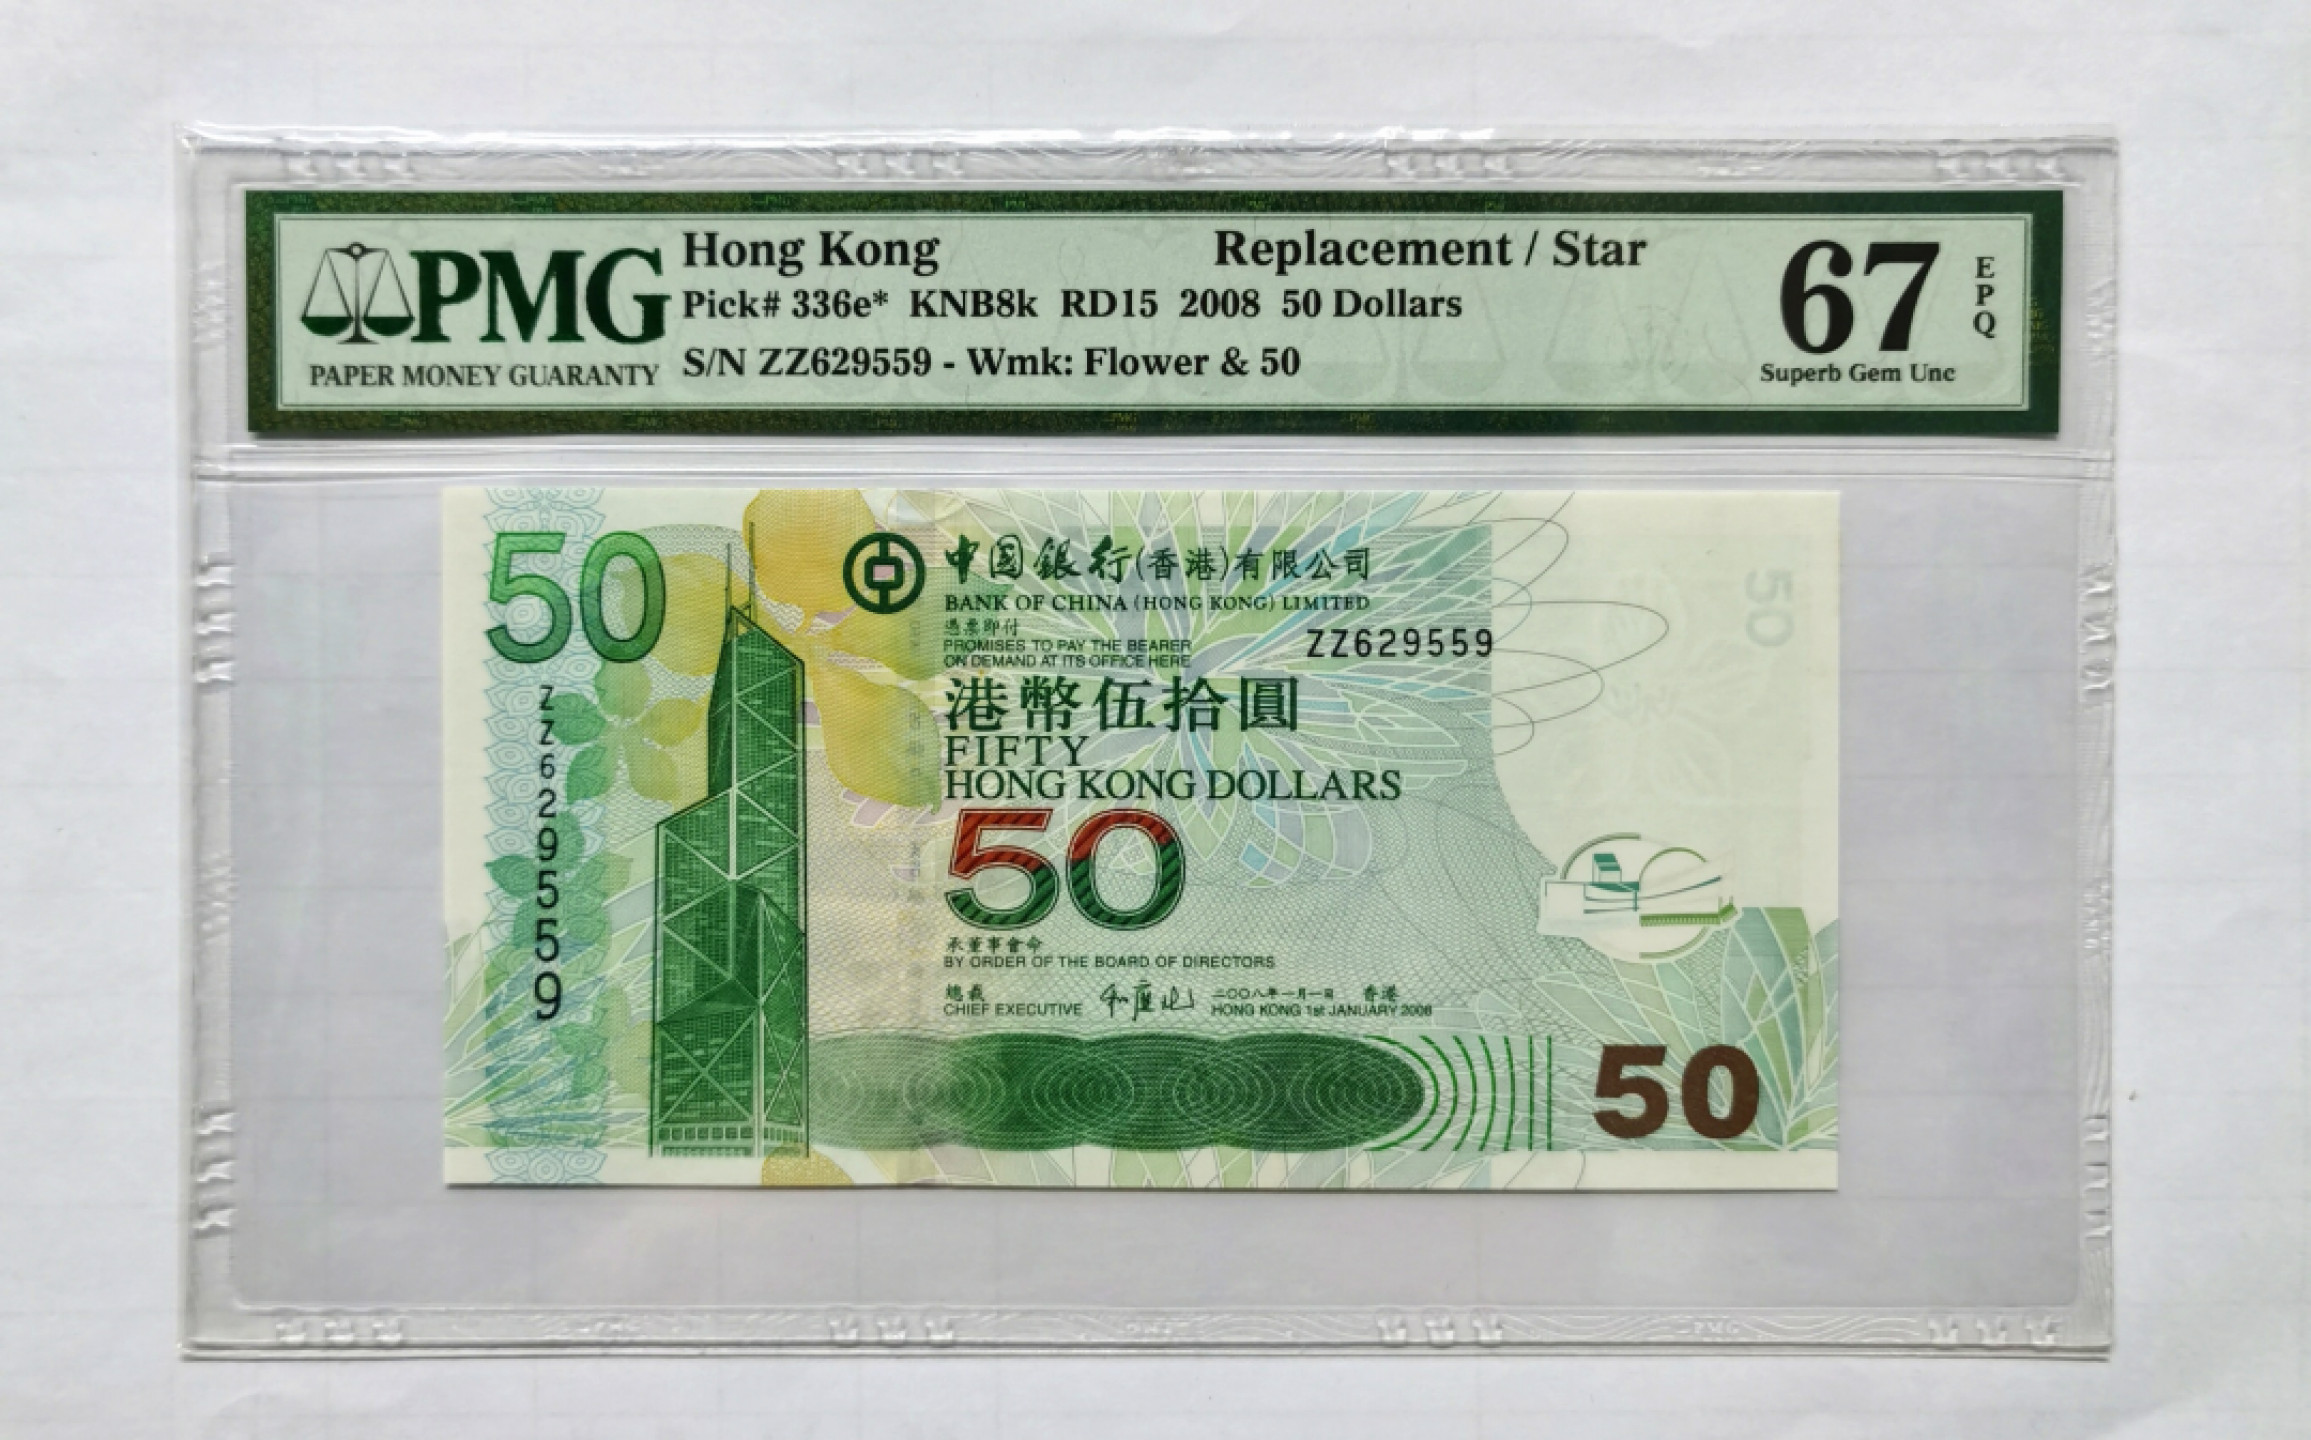 PMG
PAPER MONEY GUARANTY
Hong Kong Replacement / Star
Pick# 336e* KNB8k RD15 2008 50 Dollars
S/N ZZ629559 - Wmk: Flower & 50
67
EPQ
Superb Gem Unc
50
中国銀行(香港)有限公司
BANK OF CHINA (HONG KONG) LIMITED
憑票即付
PROMISES TO PAY THE BEARER
ON DEMAND AT ITS OFFICE HERE
ZZ629559
50
港幣伍拾圓
FIFTY
HONG KONG DOLLARS
50
ZZ629559
承董事會命
BY ORDER OF THE BOARD OF DIRECTORS
總裁
CHIEF EXECUTIVE
和廣北
二〇〇八年一月一日 香港
HONG KONG 1st JANUARY 2008
50
PMG